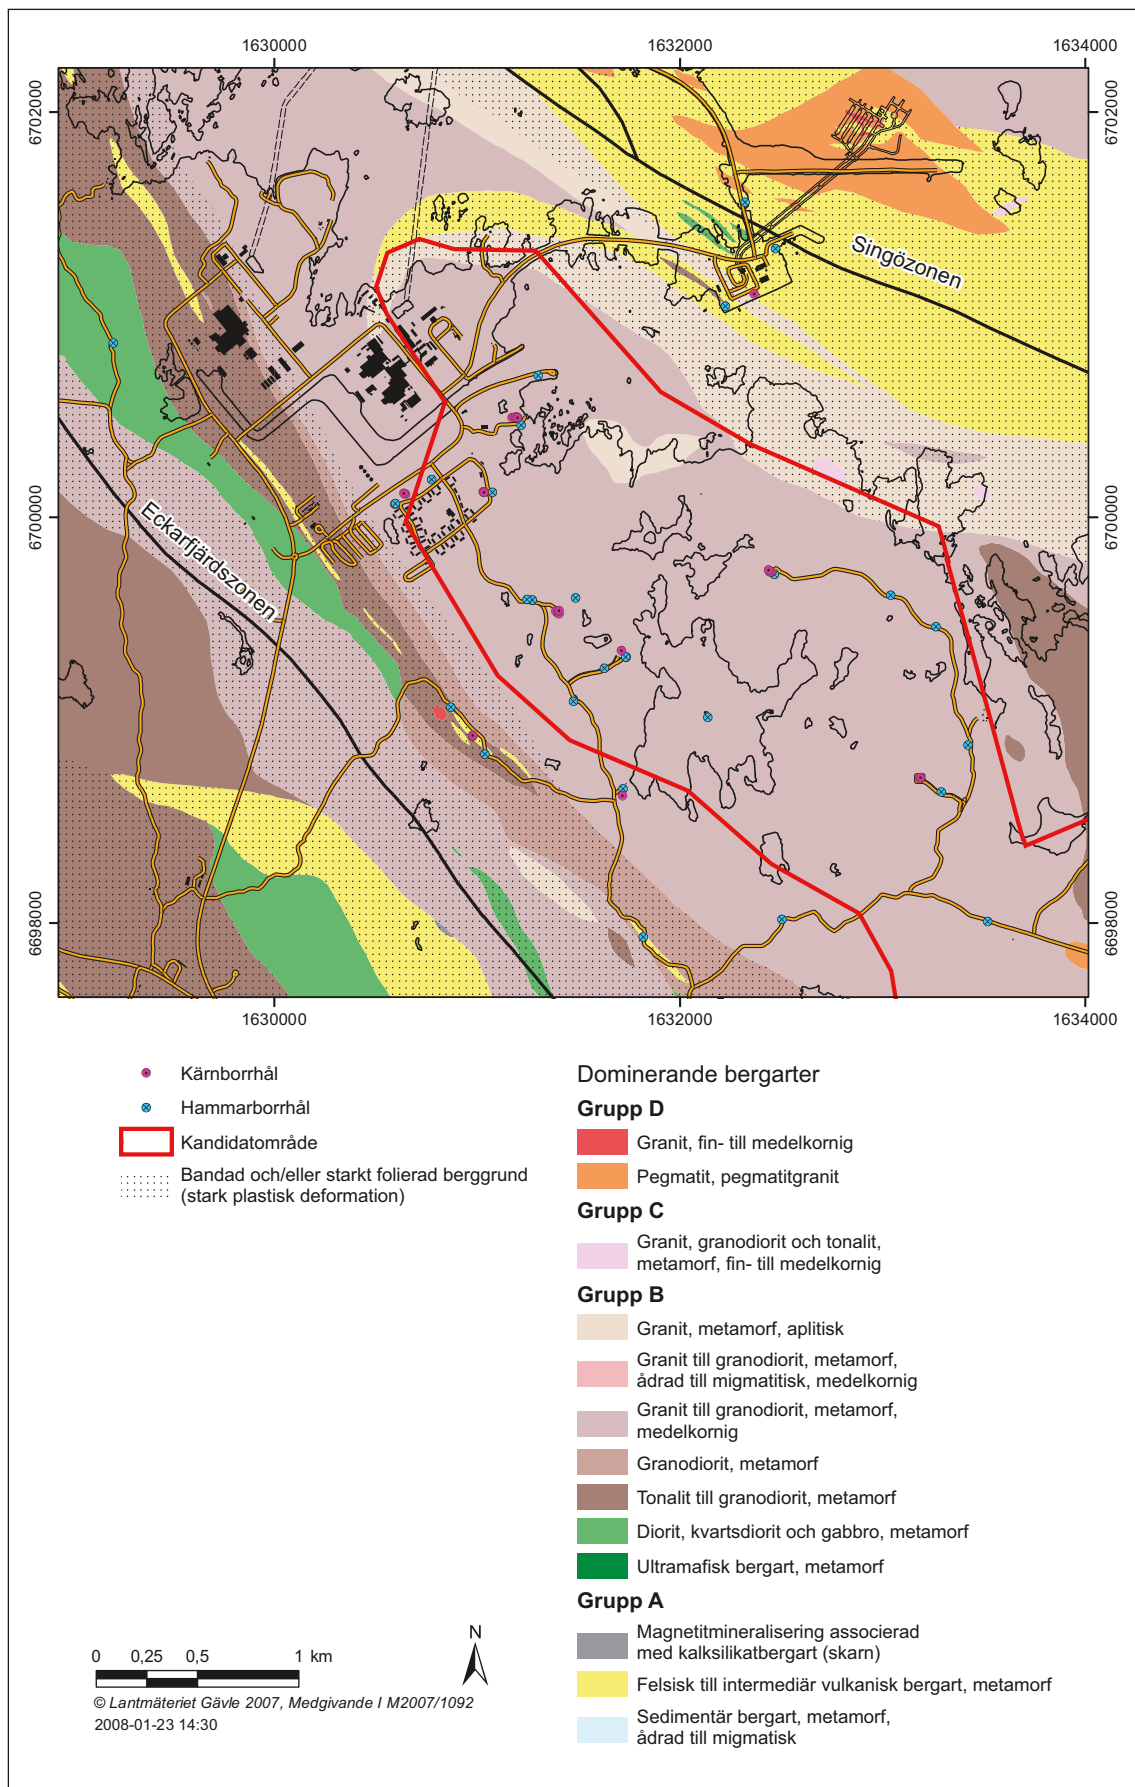 1630000
1632000
1634000
6702000
6702000
Singözonen
6700000
6700000
Eckarfjärdszonen
6698000
6698000
1630000
1632000
1634000
Kärnborrhål
Hammarborrhål
Kandidatområde
Bandad och/eller starkt folierad berggrund
(stark plastisk deformation)
Dominerande bergarter
Grupp D
Granit, fin- till medelkornig
Pegmatit, pegmatitgranit
Grupp C
Granit, granodiorit och tonalit,
metamorf, fin- till medelkornig
Grupp B
Granit, metamorf, aplitisk
Granit till granodiorit, metamorf,
ådrad till migmatitisk, medelkornig
Granit till granodiorit, metamorf,
medelkornig
Granodiorit, metamorf
Tonalit till granodiorit, metamorf
Diorit, kvartsdiorit och gabbro, metamorf
Ultramafisk bergart, metamorf
Grupp A
Magnetitmineralisering associerad
med kalksilikatbergart (skarn)
Felsisk till intermediär vulkanisk bergart, metamorf
Sedimentär bergart, metamorf,
ådrad till migmatisk
N
0 0,25 0,5 1 km
© Lantmäteriet Gävle 2007, Medgivande I M2007/1092
2008-01-23 14:30